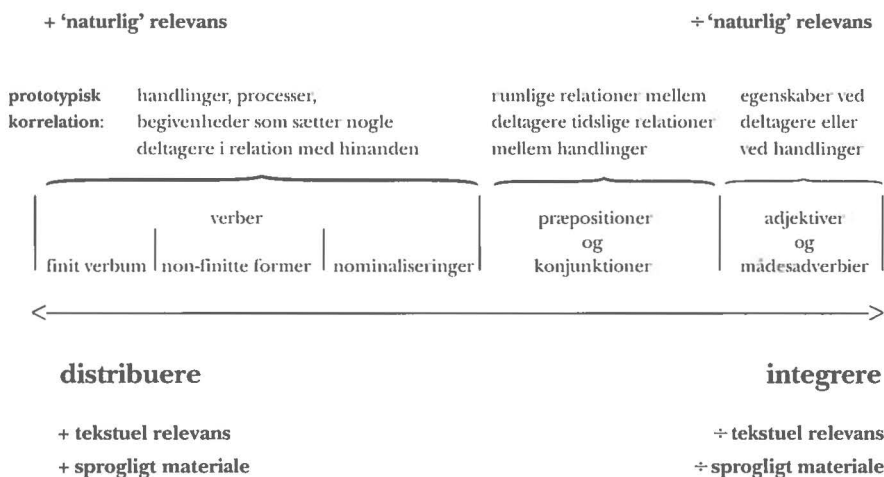 + ‘naturlig’ relevans ÷ ‘naturlig’ relevans
prototypisk handlinger, processer, rumlige relationer mellem egenskaber ved
korrelation: begivenheder som sætter nogle deltagere tidslige relationer deltagere eller
deltagere i relation med hinanden mellem handlinger ved handlinger
verber præpositioner adjektiver
og og
finit verbum non-finitte former nominaliseringer konjunktioner mådesadverbier
distribuere integrere
+ tekstuel relevans ÷ tekstuel relevans
+ sprogligt materiale ÷ sprogligt materiale